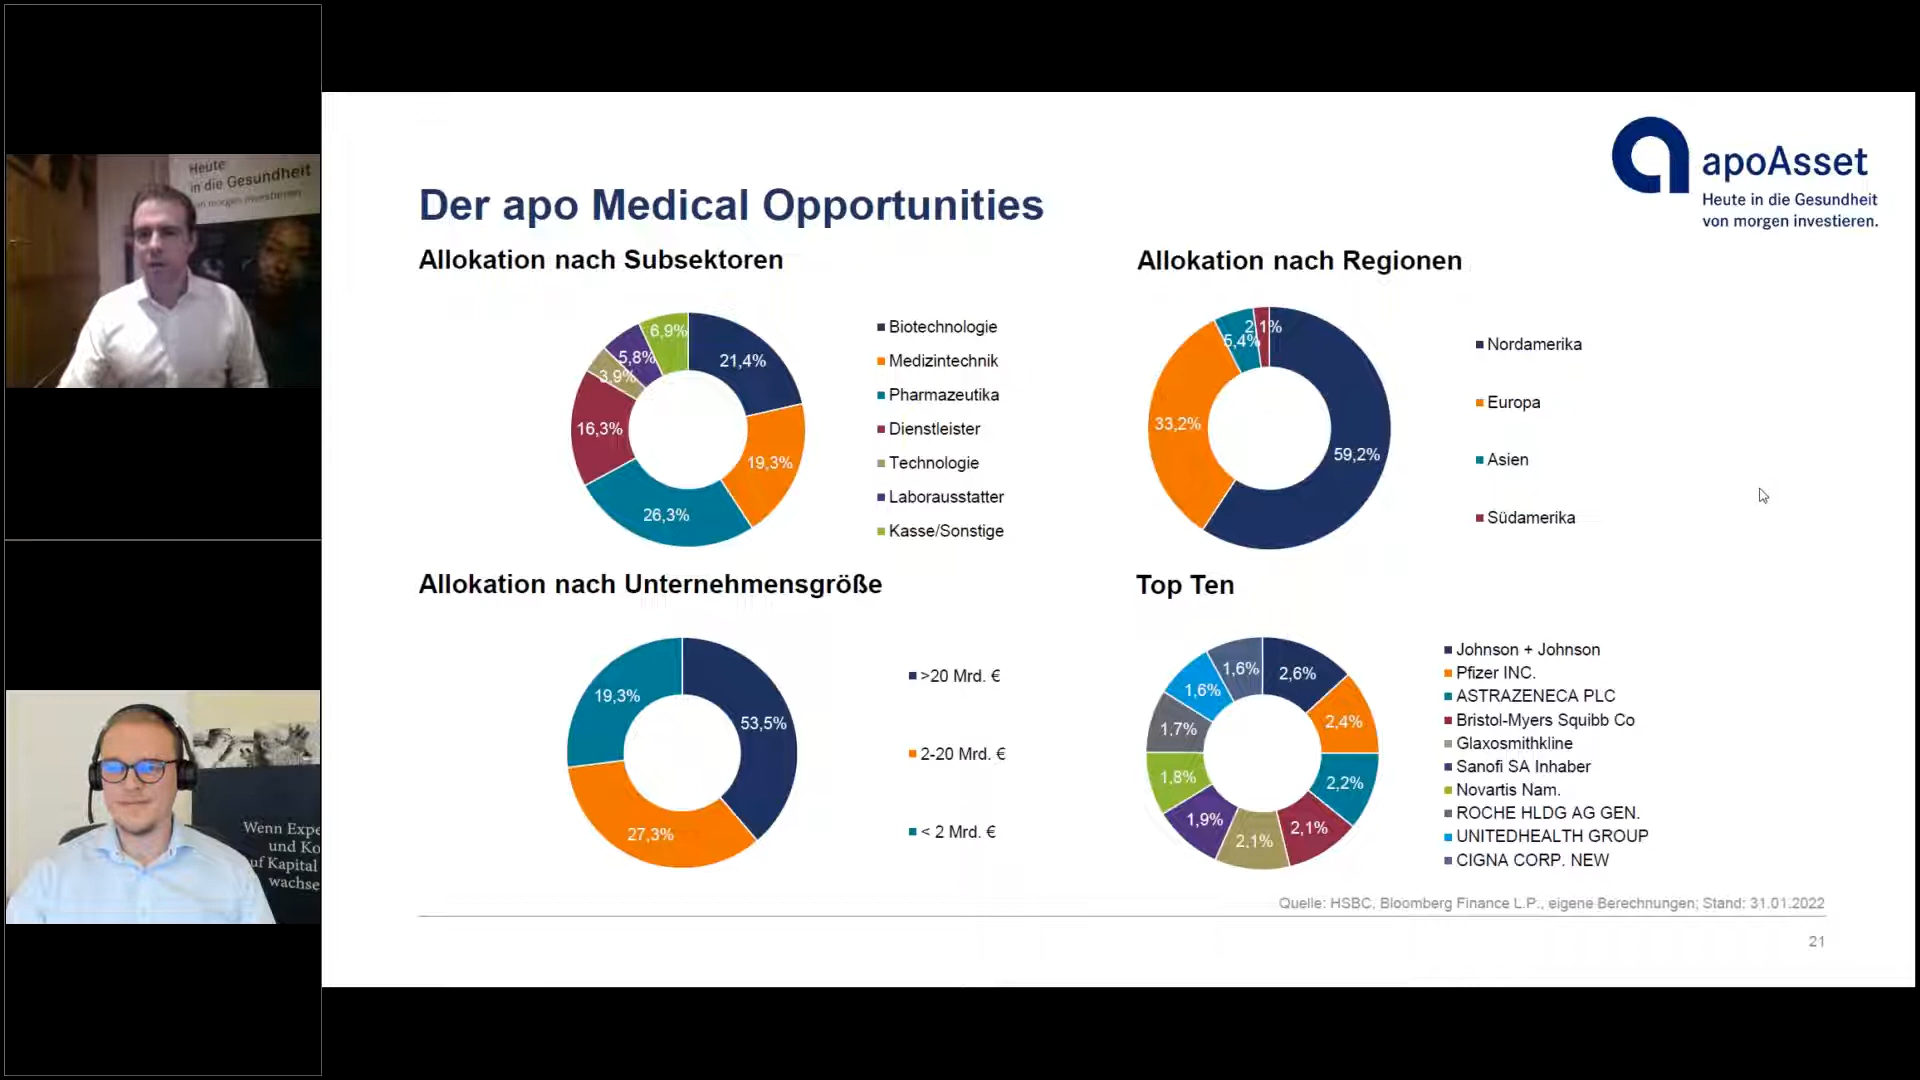 Heute
in die Gesundheit
von morgen investieren.
Wenn Expe
und Ko
uf Kapital
wachse
apoAsset
Heute in die Gesundheit
von morgen investieren.
Der apo Medical Opportunities
Allokation nach Subsektoren
6,9%
21,4%
5,8%
3,9%
16,3%
19,3%
26,3%
Biotechnologie
Medizintechnik
Pharmazeutika
Dienstleister
Technologie
Laborausstatter
Kasse/Sonstige
Allokation nach Regionen
2,1%
5,4%
33,2%
59,2%
Nordamerika
Europa
Asien
Südamerika
Allokation nach Unternehmensgröße
19,3%
53,5%
27,3%
>20 Mrd. €
2-20 Mrd. €
< 2 Mrd. €
Top Ten
1,6%
2,6%
1,6%
2,4%
1,7%
1,8%
2,2%
1,9%
2,1%
2,1%
Johnson + Johnson
Pfizer INC.
ASTRAZENECA PLC
Bristol-Myers Squibb Co
Glaxosmithkline
Sanofi SA Inhaber
Novartis Nam.
ROCHE HLDG AG GEN.
UNITEDHEALTH GROUP
CIGNA CORP. NEW
Quelle: HSBC, Bloomberg Finance L.P., eigene Berechnungen; Stand: 31.01.2022
21